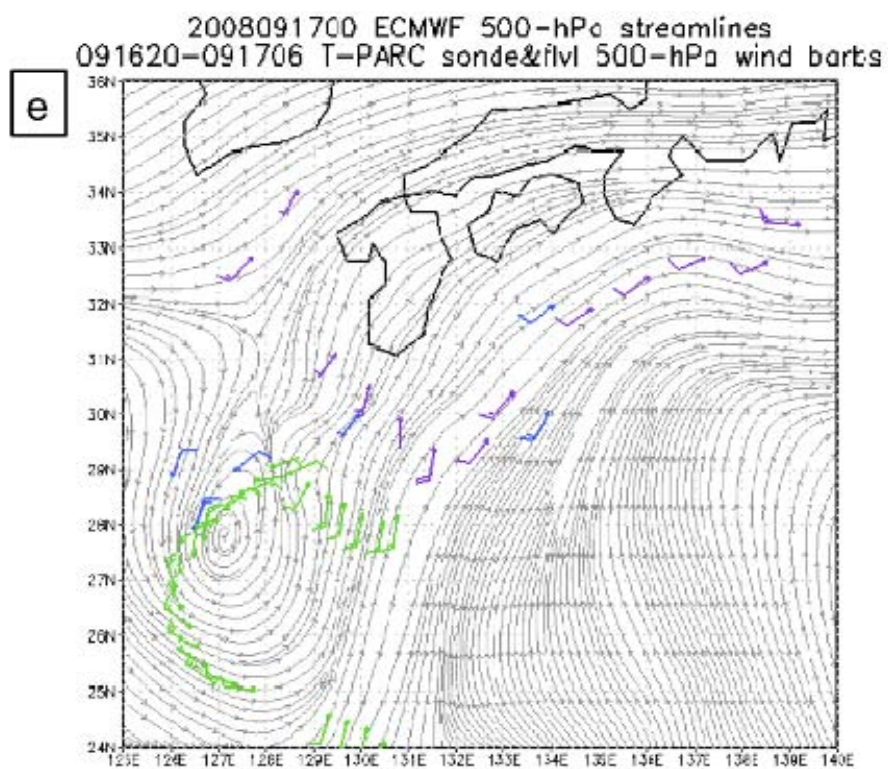 2008091700 ECMWF 500-hPa streamlines
091620-091706 T-PARC sonde&flvl 500-hPa wind barbs
e
36N
35N
34N
33N
32N
31N
30N
29N
28N
27N
26N
25N
24N
125E 126E 127E 128E 129E 130E 131E 132E 133E 134E 135E 136E 137E 138E 139E 140E